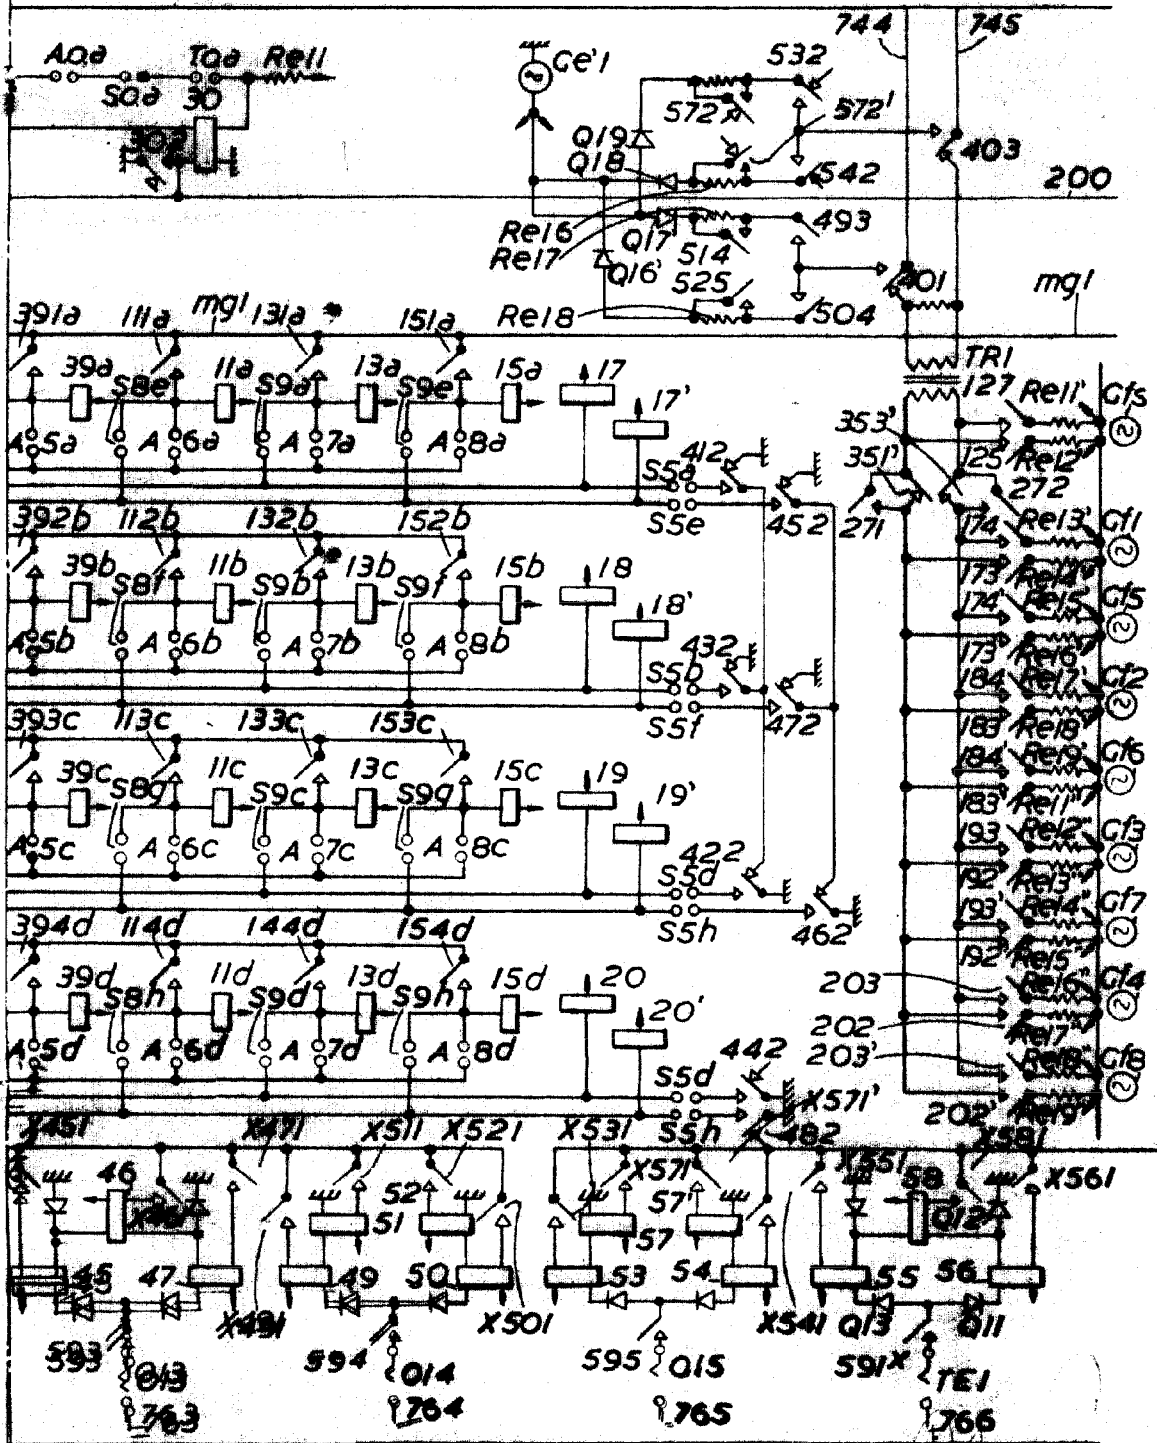 744 745
A0a T0a Re11 Ge'1 532
S0a 30 572 572'
302 Q19 403
Q18 542 200
Re16 Q17 493
Re17 Q16' 514
525 401 mg1
391a 111a mg1 131a 151a Re18 504
39a S8e 11a S9a 13a S9e 15a 17 TR1
17' 127 Re11' Gfs
353'
A 5a A 6a A 7a A 8a 412 351' 125 Re12'
S5a 272
392b 112b 132b 152b S5e 452 271 174 Re13' Gf1
39b S8f 11b S9b 13b S9f 15b 18 173 Re14'
18' 174' Re15' Gf5
A 5b A 6b A 7b A 8b 432 173' Re16'
S5b 184 Re17' Gf2
393c 113c 133c 153c S5f 472 183 Re18'
39c S8g 11c S9c 13c S9g 15c 19 184' Re19' Gf6
19' 183' Re11"
A 5c A 6c A 7c A 8c 422 193 Re12" Gf3
S5d 192 Re13"
394d 114d 144d 154d S5h 462 193' Re14" Gf7
192' Re15"
39d S8h 11d S9d 13d S9h 15d 20 203 Re16" Gf4
20' 202 Re17"
A 5d A 6d A 7d A 8d 442 203' Re18" Gf8
S5d X571' 202' Re19"
X451 X471 X511 X521 X531 S5h 482 X581
46 52 X571 X551 58 X561
51 57' Q12
57
45 47 49 50 53 54 55 56
X491 X501 X541 Q13 Q11
593 594 595 591x
013 014 015 TE1
763 764 765 766